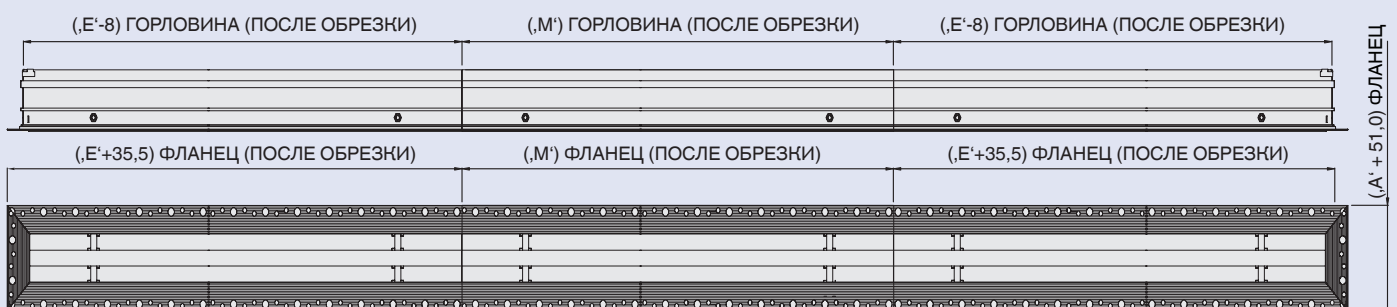 (‚E‘-8) ГОРЛОВИНА (ПОСЛЕ ОБРЕЗКИ)
(‚M‘) ГОРЛОВИНА (ПОСЛЕ ОБРЕЗКИ)
(‚E‘-8) ГОРЛОВИНА (ПОСЛЕ ОБРЕЗКИ)
(‚E‘+35,5) ФЛАНЕЦ (ПОСЛЕ ОБРЕЗКИ)
(‚M‘) ФЛАНЕЦ (ПОСЛЕ ОБРЕЗКИ)
(‚E‘+35,5) ФЛАНЕЦ (ПОСЛЕ ОБРЕЗКИ)
(‚A‘ + 51,0) ФЛАНЕЦ